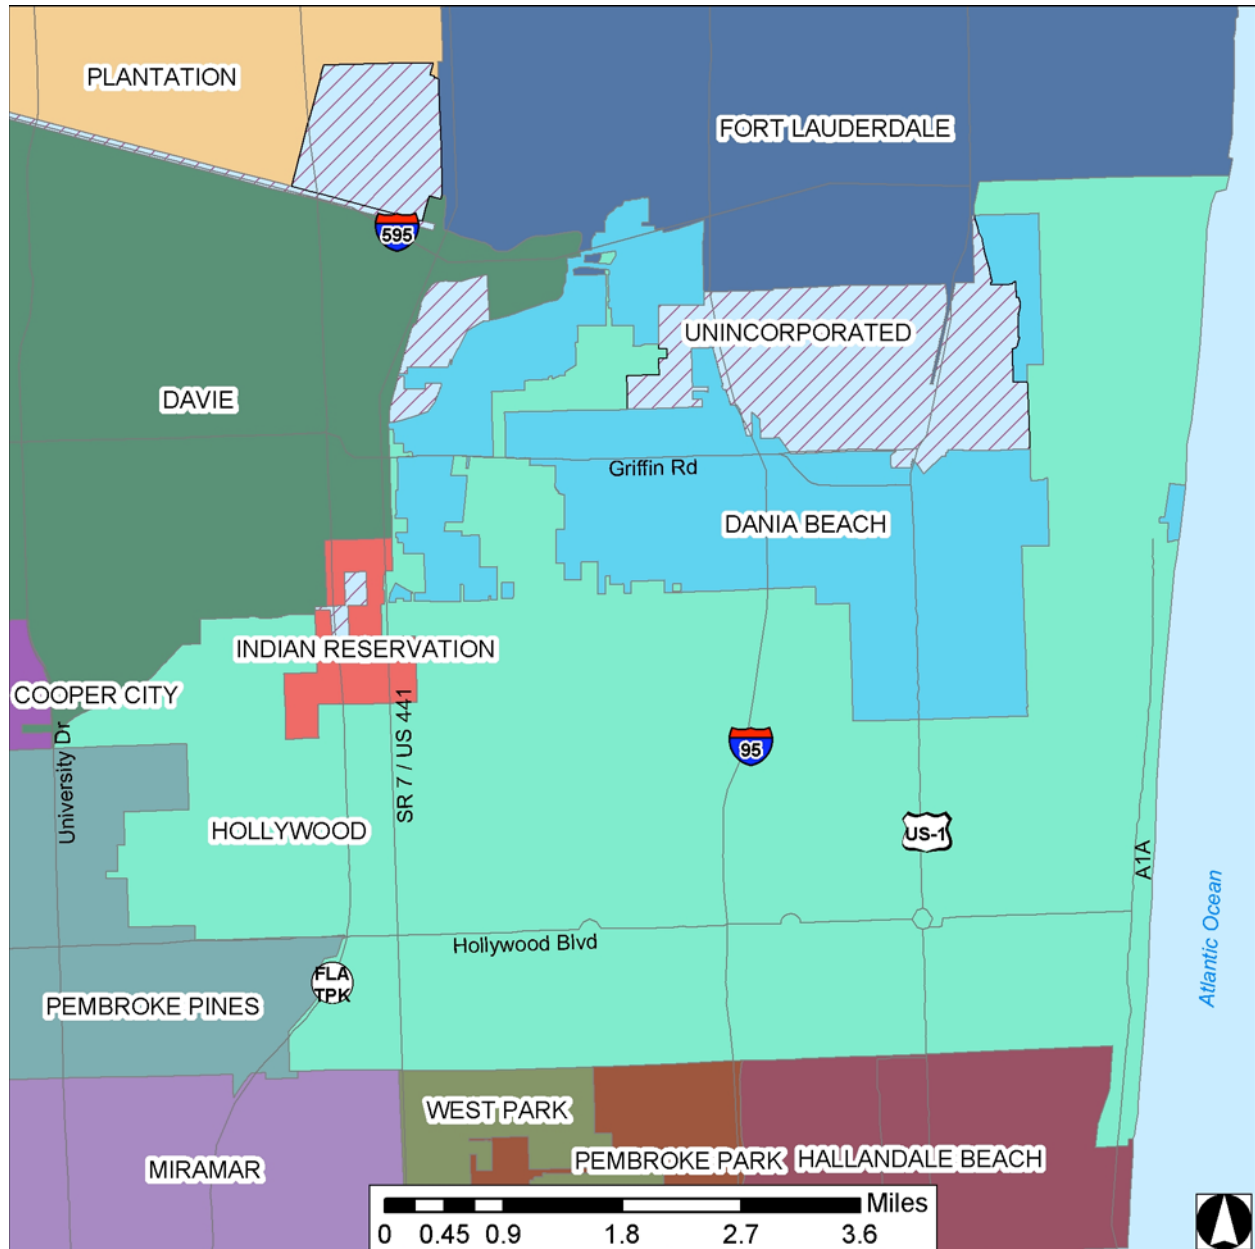 PLANTATION
FORT LAUDERDALE
595
UNINCORPORATED
DAVIE
Griffin Rd
DANIA BEACH
INDIAN RESERVATION
COOPER CITY
University Dr
SR 7 / US 441
95
HOLLYWOOD
US-1
A1A
Atlantic Ocean
Hollywood Blvd
FLA
TPK
PEMBROKE PINES
WEST PARK
MIRAMAR
PEMBROKE PARK
HALLANDALE BEACH
Miles
0 0.45 0.9 1.8 2.7 3.6